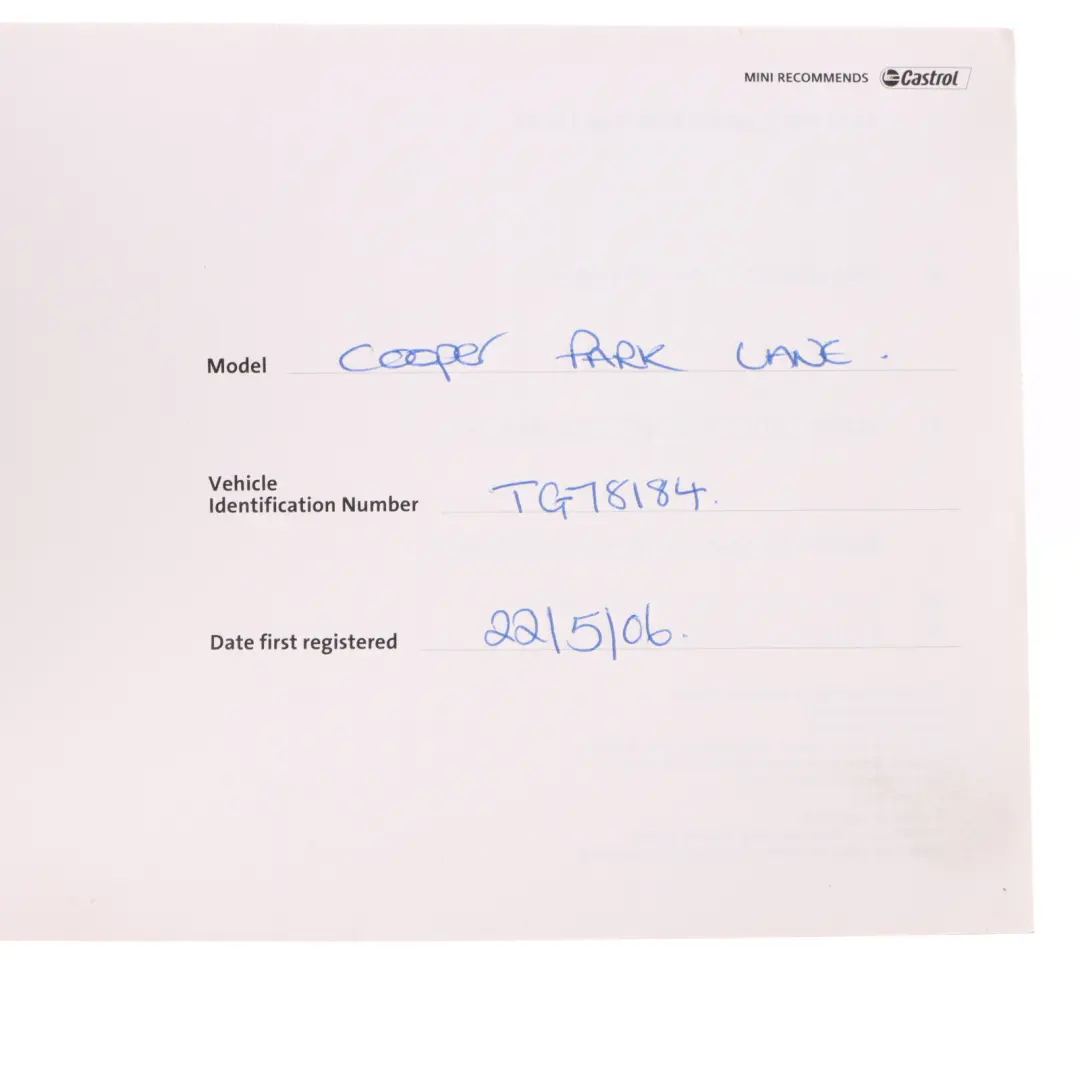 MINI RECOMMENDS Castrol
Model Cooper PARK LANE.
Vehicle
Identification Number TG78184.
Date first registered 22/5/06.